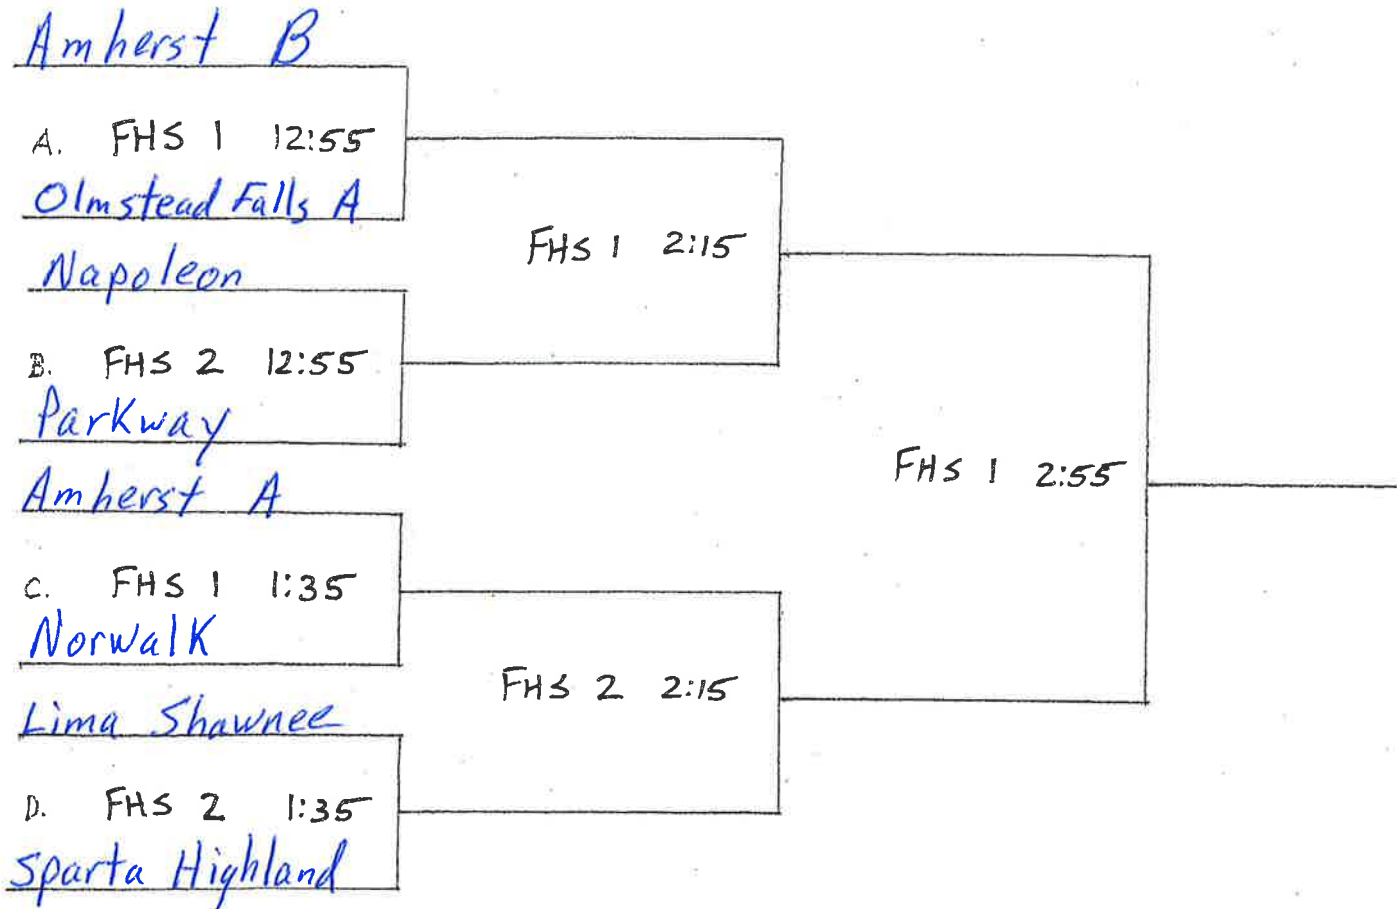 Amherst B
A. FHS 1 12:55
Olmstead Falls A
FHS 1 2:15
Napoleon
B. FHS 2 12:55
Parkway
FHS 1 2:55
Amherst A
C. FHS 1 1:35
Norwalk
FHS 2 2:15
Lima Shawnee
D. FHS 2 1:35
Sparta Highland